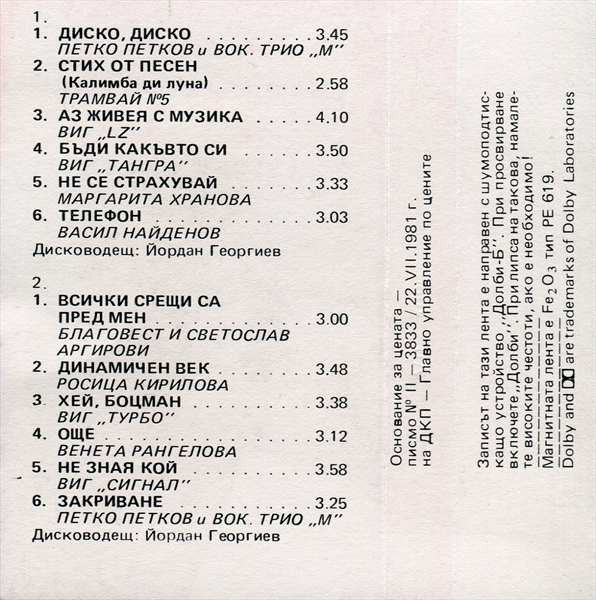 1.
1. ДИСКО, ДИСКО . . . . . . . . . 3.45
ПЕТКО ПЕТКОВ и ВОК. ТРИО „М”
2. СТИХ ОТ ПЕСЕН
(Калимба ди луна) . . . . . . . . 2.58
ТРАМВАЙ №5
3. АЗ ЖИВЕЯ С МУЗИКА . . . . . 4.10
ВИГ „LZ”
4. БЪДИ КАКЪВТО СИ . . . . . . . 3.50
ВИГ „ТАНГРА”
5. НЕ СЕ СТРАХУВАЙ . . . . . . . 3.33
МАРГАРИТА ХРАНОВА
6. ТЕЛЕФОН . . . . . . . . . . . . 3.03
ВАСИЛ НАЙДЕНОВ
Дисководещ: Йордан Георгиев
2.
1. ВСИЧКИ СРЕЩИ СА
ПРЕД МЕН . . . . . . . . . . . . 3.00
БЛАГОВЕСТ И СВЕТОСЛАВ
АРГИРОВИ
2. ДИНАМИЧЕН ВЕК . . . . . . . . 3.48
РОСИЦА КИРИЛОВА
3. ХЕЙ, БОЦМАН . . . . . . . . . . 3.38
ВИГ „ТУРБО”
4. ОЩЕ . . . . . . . . . . . . . . . 3.12
ВЕНЕТА РАНГЕЛОВА
5. НЕ ЗНАЯ КОЙ . . . . . . . . . . 3.58
ВИГ „СИГНАЛ”
6. ЗАКРИВАНЕ . . . . . . . . . . . 3.25
ПЕТКО ПЕТКОВ и ВОК. ТРИО „М”
Дисководещ: Йордан Георгиев
Основание за цената —
писмо № II — 3833 / 22.VII.1981 г.
на ДКП — Главно управление по цените
Записът на тази лента е направен с шумоподтис-
кащо устройство „Долби-Б”. При просвирване
включете „Долби”. При липса на такова, намале-
те високите честоти, ако е необходимо!
Магнитната лента е Fe2O3 тип PE 619.
Dolby and are trademarks of Dolby Laboratories